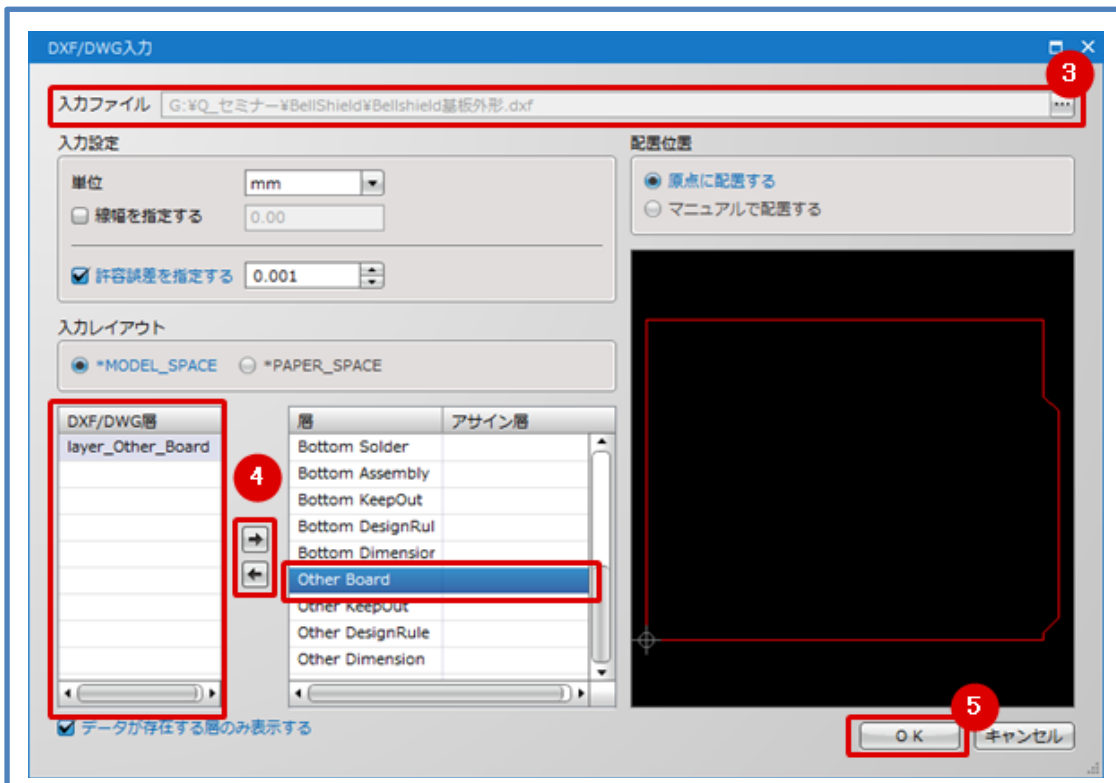 DXF/DWG入力
3
入力ファイル G:¥Q_セミナー¥BellShield¥Bellshield基板外形.dxf ...
入力設定
単位 mm
線幅を指定する 0.00
許容誤差を指定する 0.001
配置位置
原点に配置する
マニュアルで配置する
入力レイアウト
*MODEL_SPACE *PAPER_SPACE
DXF/DWG層
layer_Other_Board
4
層 アサイン層
Bottom Solder
Bottom Assembly
Bottom KeepOut
Bottom DesignRul
Bottom Dimension
Other Board
Other KeepOut
Other DesignRule
Other Dimension
データが存在する層のみ表示する
5
OK キャンセル